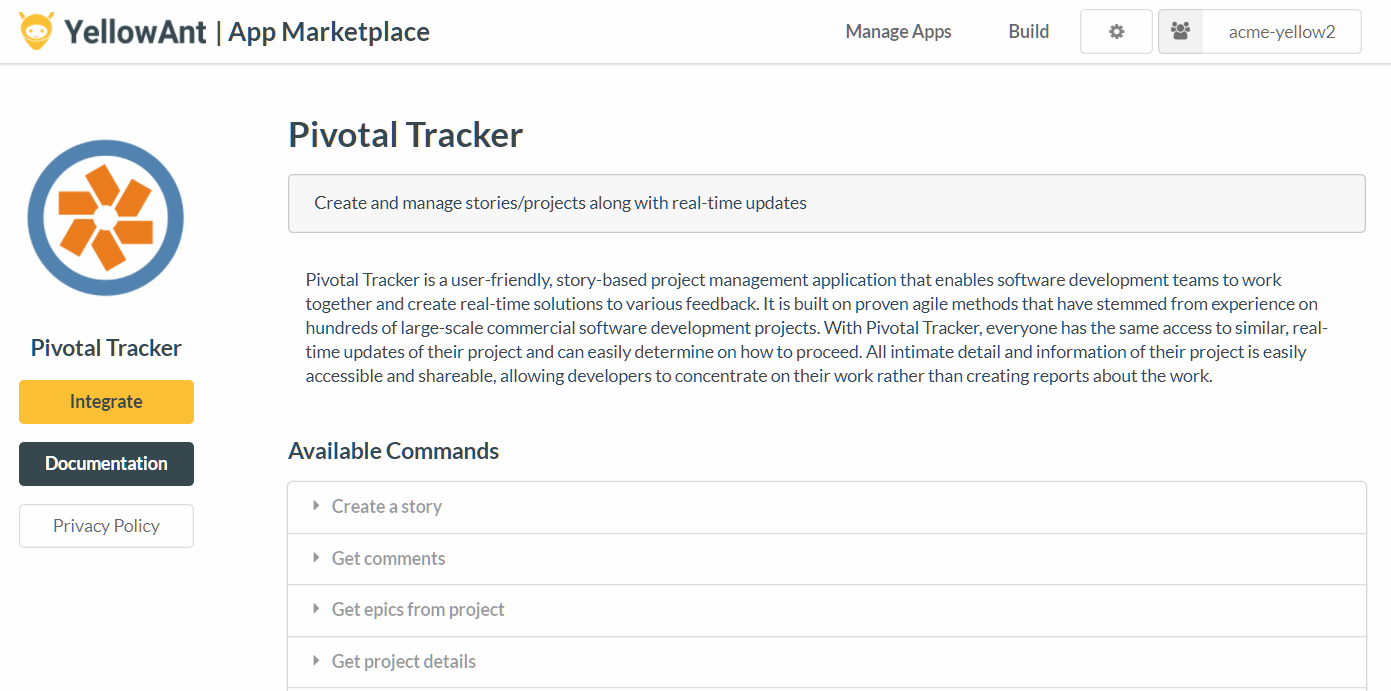 YellowAnt | App Marketplace
Manage Apps
Build
acme-yellow2
Pivotal Tracker
Integrate
Documentation
Privacy Policy
Pivotal Tracker
Create and manage stories/projects along with real-time updates
Pivotal Tracker is a user-friendly, story-based project management application that enables software development teams to work
together and create real-time solutions to various feedback. It is built on proven agile methods that have stemmed from experience on
hundreds of large-scale commercial software development projects. With Pivotal Tracker, everyone has the same access to similar, real-
time updates of their project and can easily determine on how to proceed. All intimate detail and information of their project is easily
accessible and shareable, allowing developers to concentrate on their work rather than creating reports about the work.
Available Commands
Create a story
Get comments
Get epics from project
Get project details